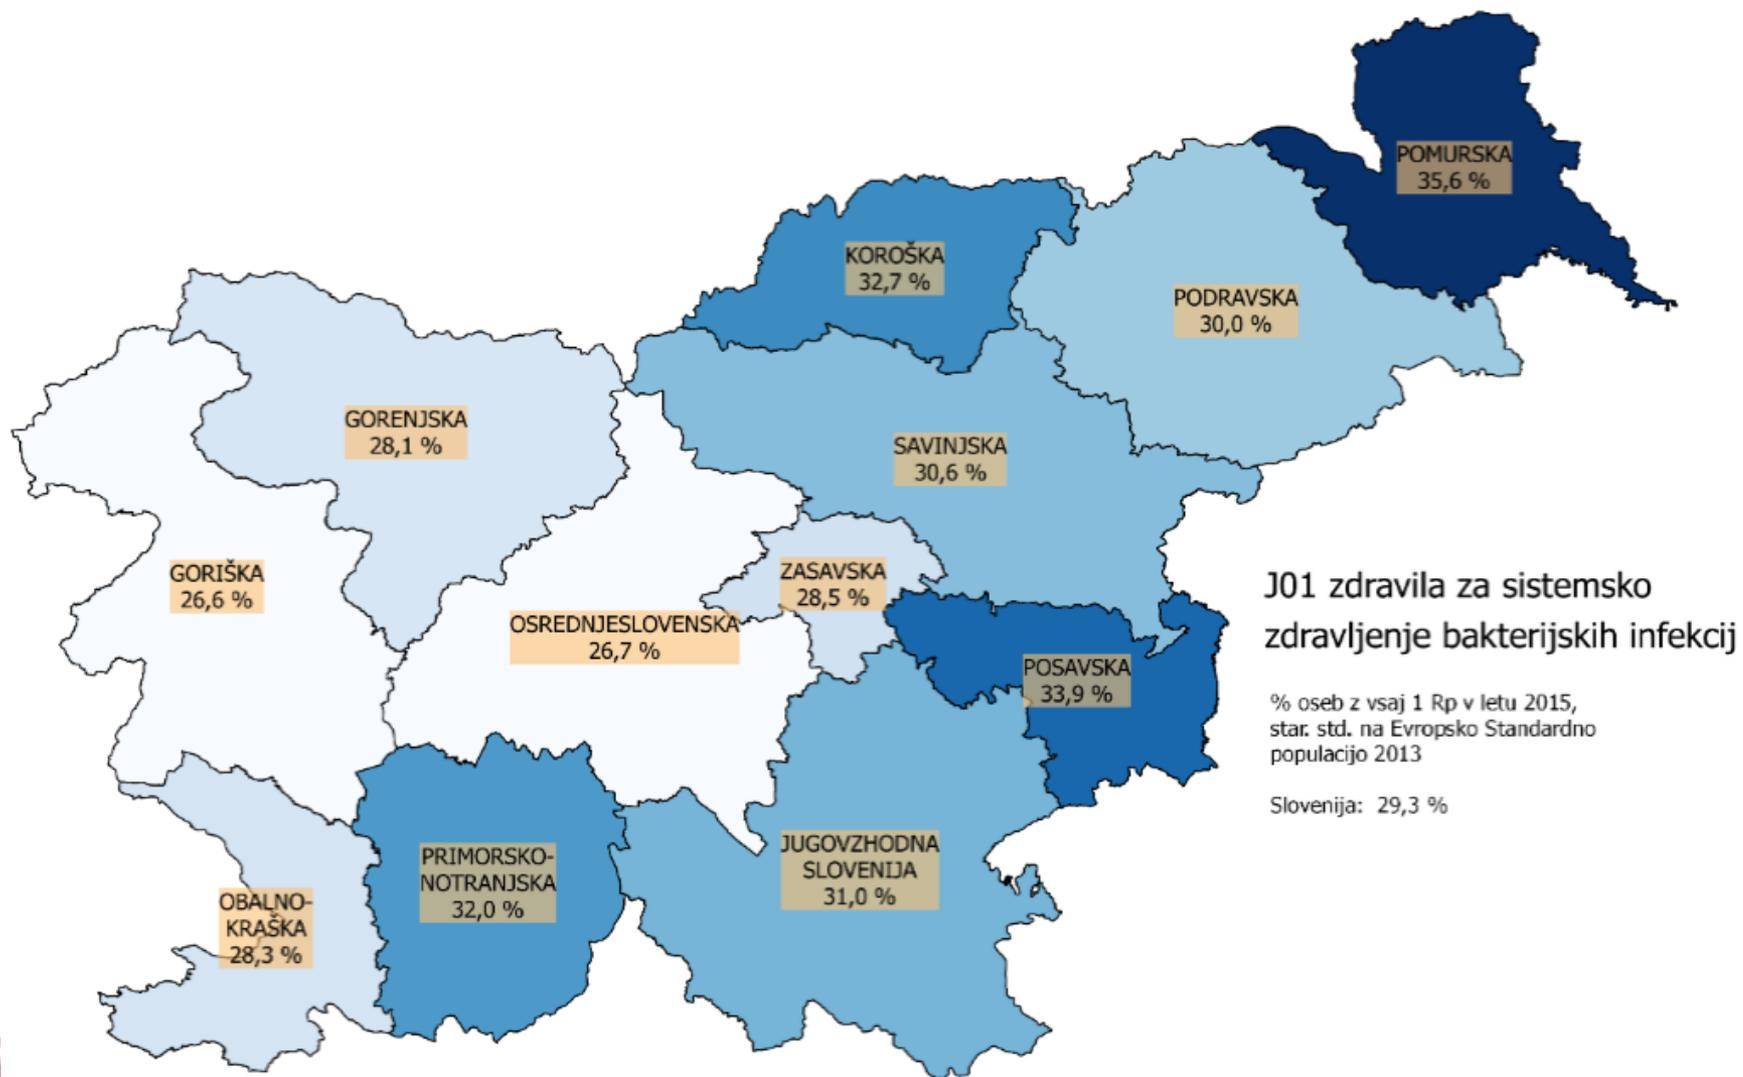 POMURSKA
35,6 %
KOROŠKA
32,7 %
PODRAVSKA
30,0 %
GORENJSKA
28,1 %
SAVINJSKA
30,6 %
GORIŠKA
26,6 %
ZASAVSKA
28,5 %
OSREDNJESLOVENSKA
26,7 %
POSAVSKA
33,9 %
PRIMORSKO-
NOTRANJSKA
32,0 %
JUGOVZHODNA
SLOVENIJA
31,0 %
OBALNO-
KRAŠKA
28,3 %
J01 zdravila za sistemsko
zdravljenje bakterijskih infekcij
% oseb z vsaj 1 Rp v letu 2015,
star. std. na Evropsko Standardno
populacijo 2013
Slovenija: 29,3 %